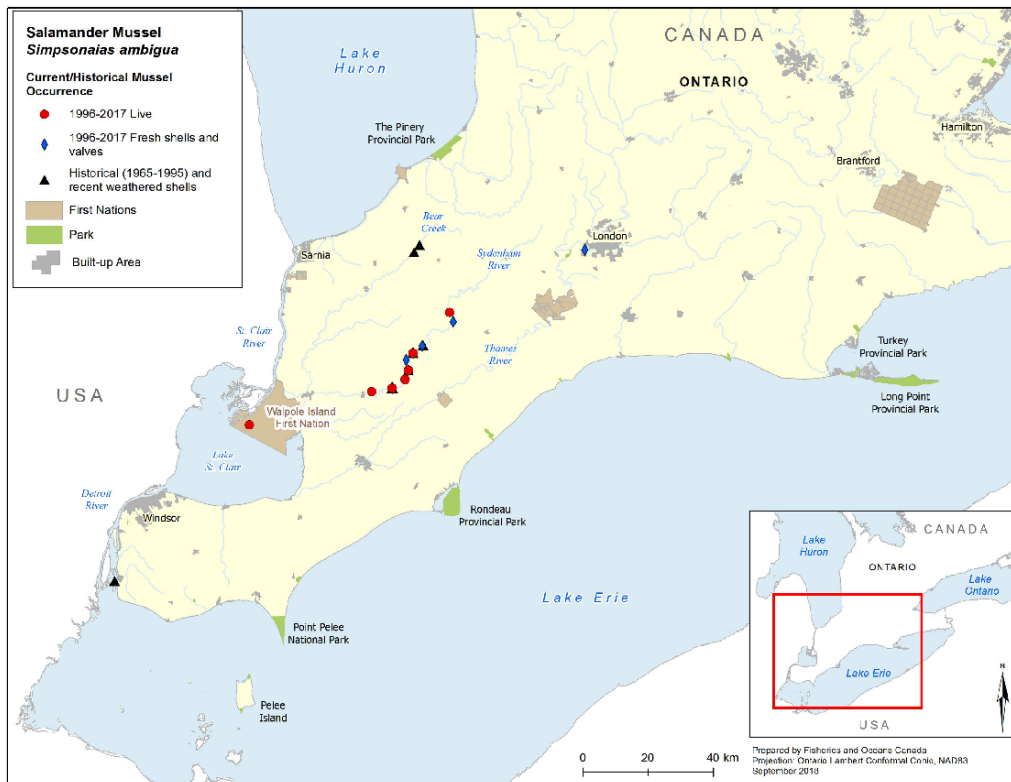 Salamander Mussel
Simpsonaias ambigua
Current/Historical Mussel
Occurrence
1996-2017 Live
1996-2017 Fresh shells and
valves
Historical (1965-1995) and
recent weathered shells
First Nations
Park
Built-up Area
Lake
Huron
CANADA
ONTARIO
The Pinery
Provincial Park
Hamilton
Brantford
Bear
Creek
London
Sarnia
Sydenham
River
St. Clair
River
Thames
River
Turkey
Provincial Park
Long Point
Provincial Park
USA
Walpole Island
First Nation
Lake
St. Clair
Detroit
River
Windsor
Rondeau
Provincial Park
Lake Erie
Point Pelee
National Park
Pelee
Island
CANADA
Lake
Huron
ONTARIO
Lake
Ontario
Lake Erie
USA
N
0 20 40 km
Prepared by Fisheries and Oceans Canada
Projection: Ontario Lambert Conformal Conic, NAD83
September 2018